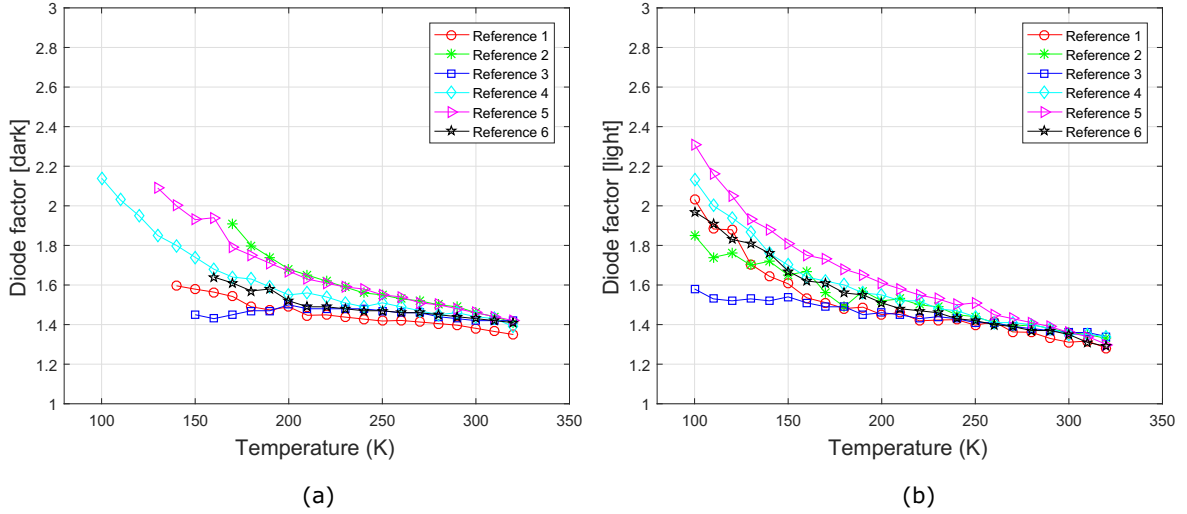 3
2.8
2.6
2.4
2.2
2
1.8
1.6
1.4
1.2
1
Diode factor [dark]
100
150
200
250
300
350
Temperature (K)
Reference 1
Reference 2
Reference 3
Reference 4
Reference 5
Reference 6
(a)
3
2.8
2.6
2.4
2.2
2
1.8
1.6
1.4
1.2
1
Diode factor [light]
100
150
200
250
300
350
Temperature (K)
Reference 1
Reference 2
Reference 3
Reference 4
Reference 5
Reference 6
(b)